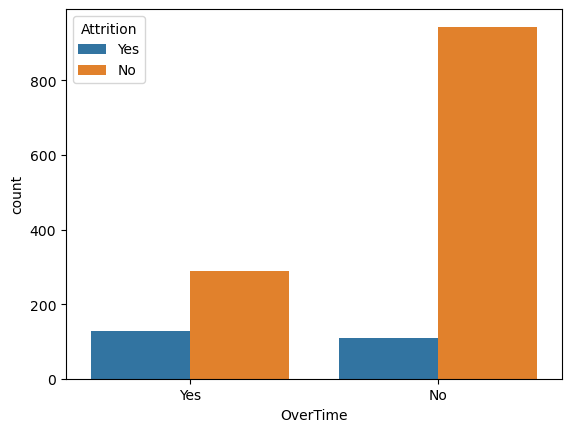 Attrition
Yes
No
800
600
400
200
0
count
Yes
No
OverTime